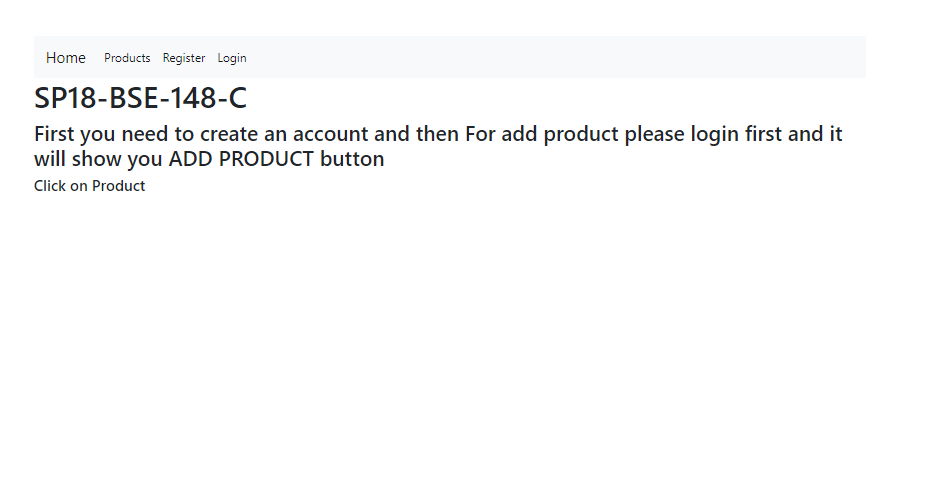 Home Products Register Login
SP18-BSE-148-C
First you need to create an account and then For add product please login first and it
will show you ADD PRODUCT button
Click on Product